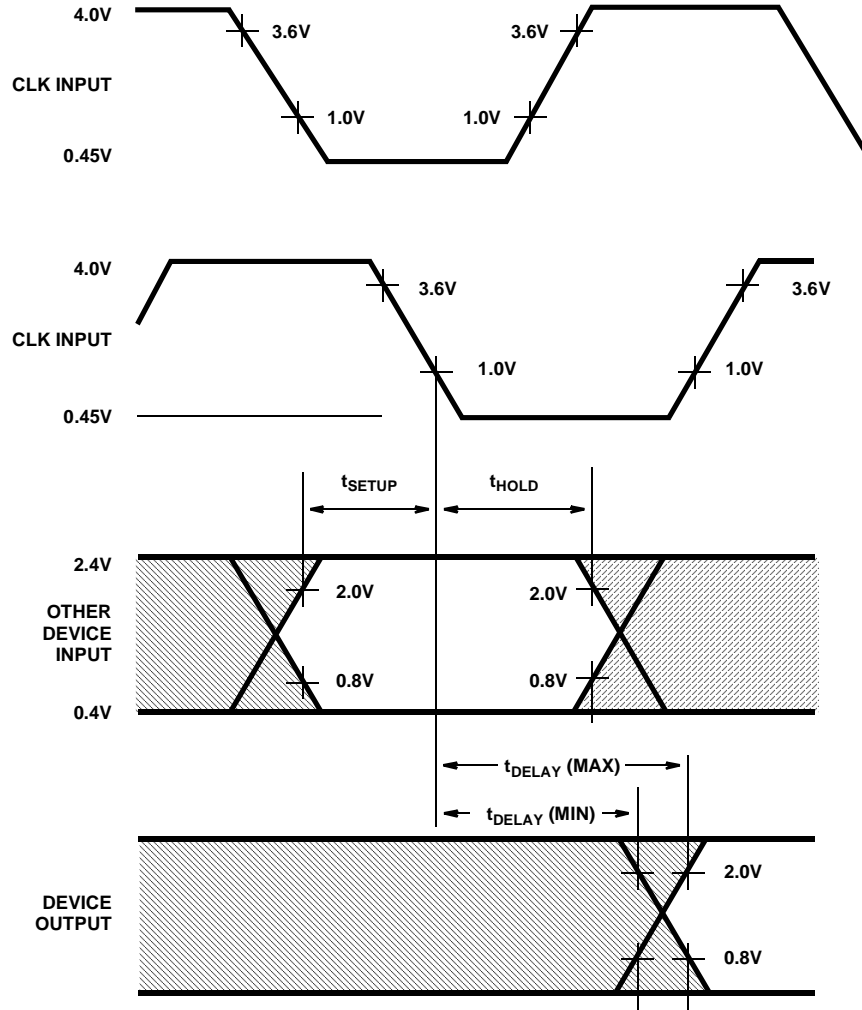 4.0V
3.6V
3.6V
CLK INPUT
1.0V
1.0V
0.45V
4.0V
3.6V
3.6V
CLK INPUT
1.0V
1.0V
0.45V
tSETUP
tHOLD
2.4V
2.0V
2.0V
OTHER
DEVICE
INPUT
0.8V
0.8V
0.4V
tDELAY (MAX)
tDELAY (MIN)
2.0V
DEVICE
OUTPUT
0.8V